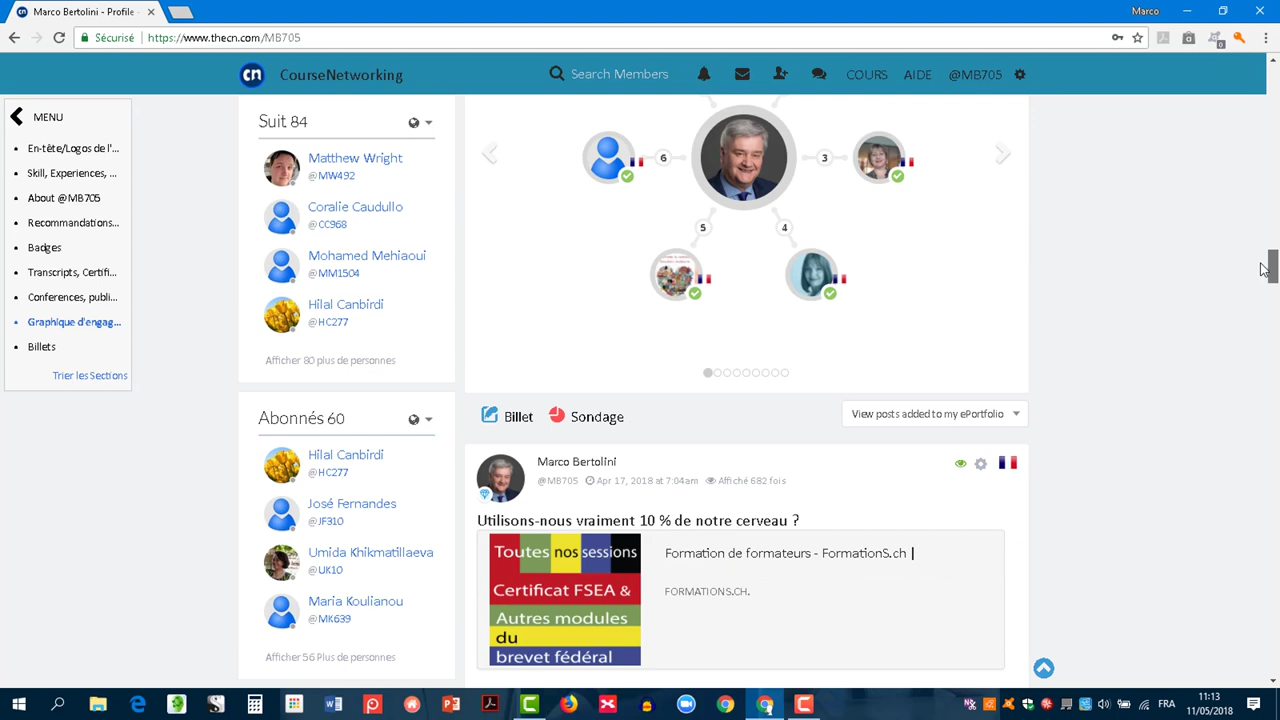 Marco Bertolini - Profile
Marco
Sécurisé
https://www.thecn.com/MB705
cn
CourseNetworking
Search Members
COURS
AIDE
@MB705
MENU
En-tête/Logos de l'...
Skill, Experiences, ...
About @MB705
Recommandations...
Badges
Transcripts, Certifi...
Conferences, publi...
Graphique d'engag...
Billets
Trier les Sections
Suit 84
Matthew Wright
@MW492
Coralie Caudullo
@CC968
Mohamed Mehiaoui
@MM1504
Hilal Canbirdi
@HC277
Afficher 80 plus de personnes
Abonnés 60
Hilal Canbirdi
@HC277
José Fernandes
@JF310
Umida Khikmatillaeva
@UK10
Maria Koulianou
@MK639
Afficher 56 Plus de personnes
6
3
5
4
Billet
Sondage
View posts added to my ePortfolio
Marco Bertolini
@MB705
Apr 17, 2018 at 7:04am
Affiché 682 fois
Utilisons-nous vraiment 10 % de notre cerveau ?
Toutes nos sessions
Certificat FSEA &
Autres modules
du
brevet fédéral
Formation de formateurs - FormationS.ch |
FORMATIONS.CH.
FRA
11:13
11/05/2018